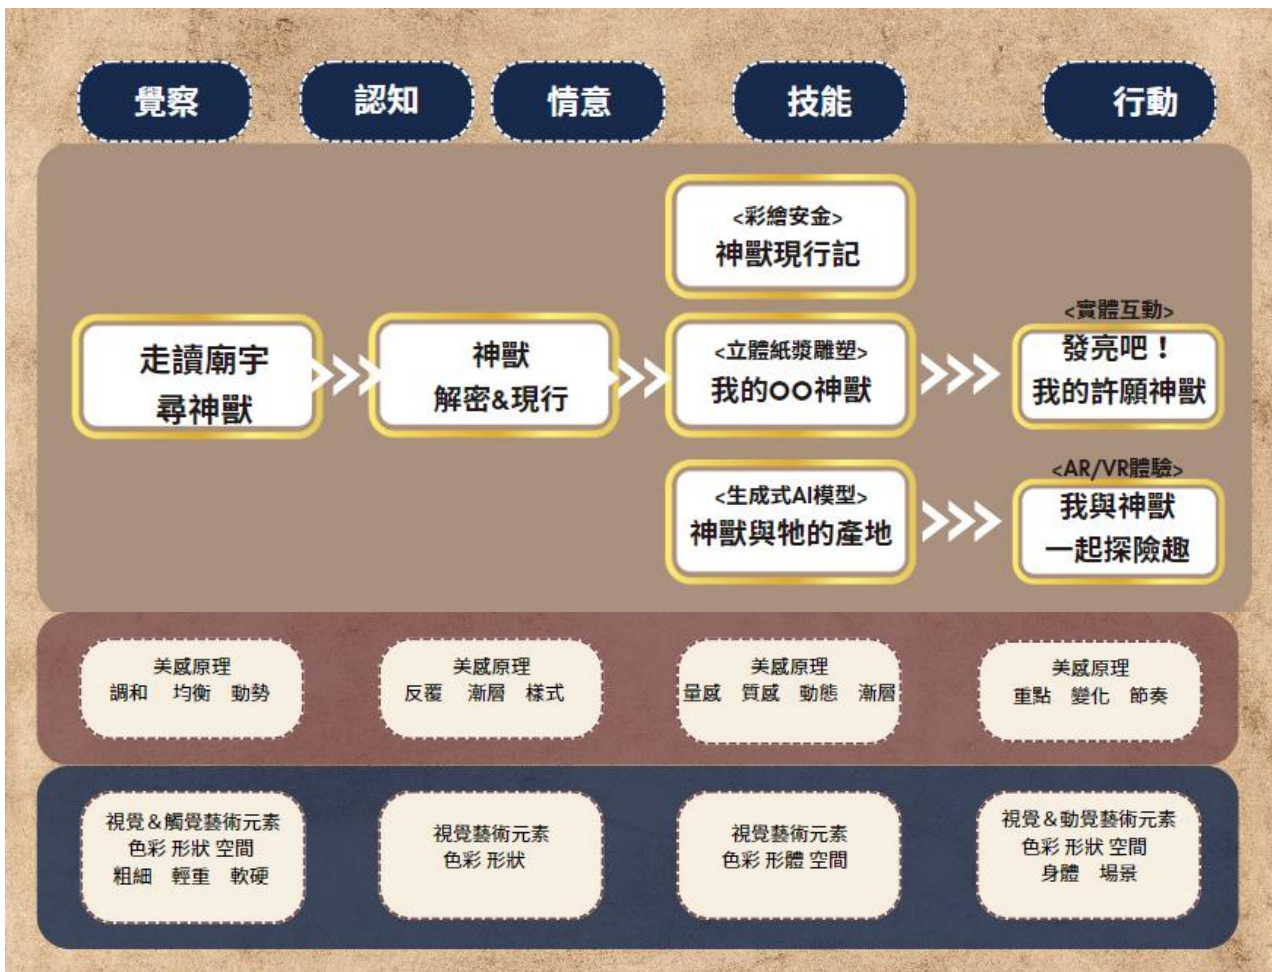 覺察
認知
情意
技能
行動
走讀廟宇
尋神獸
神獸
解密&現行
<彩繪安金>
神獸現行記
<立體紙漿雕塑>
我的OO神獸
<生成式AI模型>
神獸與牠的產地
<實體互動>
發亮吧！
我的許願神獸
<AR/VR體驗>
我與神獸
一起探險趣
美感原理
調和 均衡 動勢
美感原理
反覆 漸層 樣式
美感原理
量感 質感 動態 漸層
美感原理
重點 變化 節奏
視覺＆觸覺藝術元素
色彩 形狀 空間
粗細 輕重 軟硬
視覺藝術元素
色彩 形狀
視覺藝術元素
色彩 形體 空間
視覺＆動覺藝術元素
色彩 形狀 空間
身體 場景